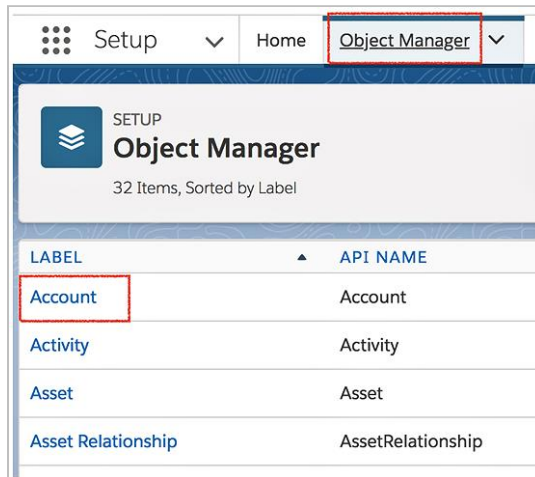 Setup Home Object Manager
SETUP
Object Manager
32 Items, Sorted by Label
LABEL API NAME
Account Account
Activity Activity
Asset Asset
Asset Relationship AssetRelationship